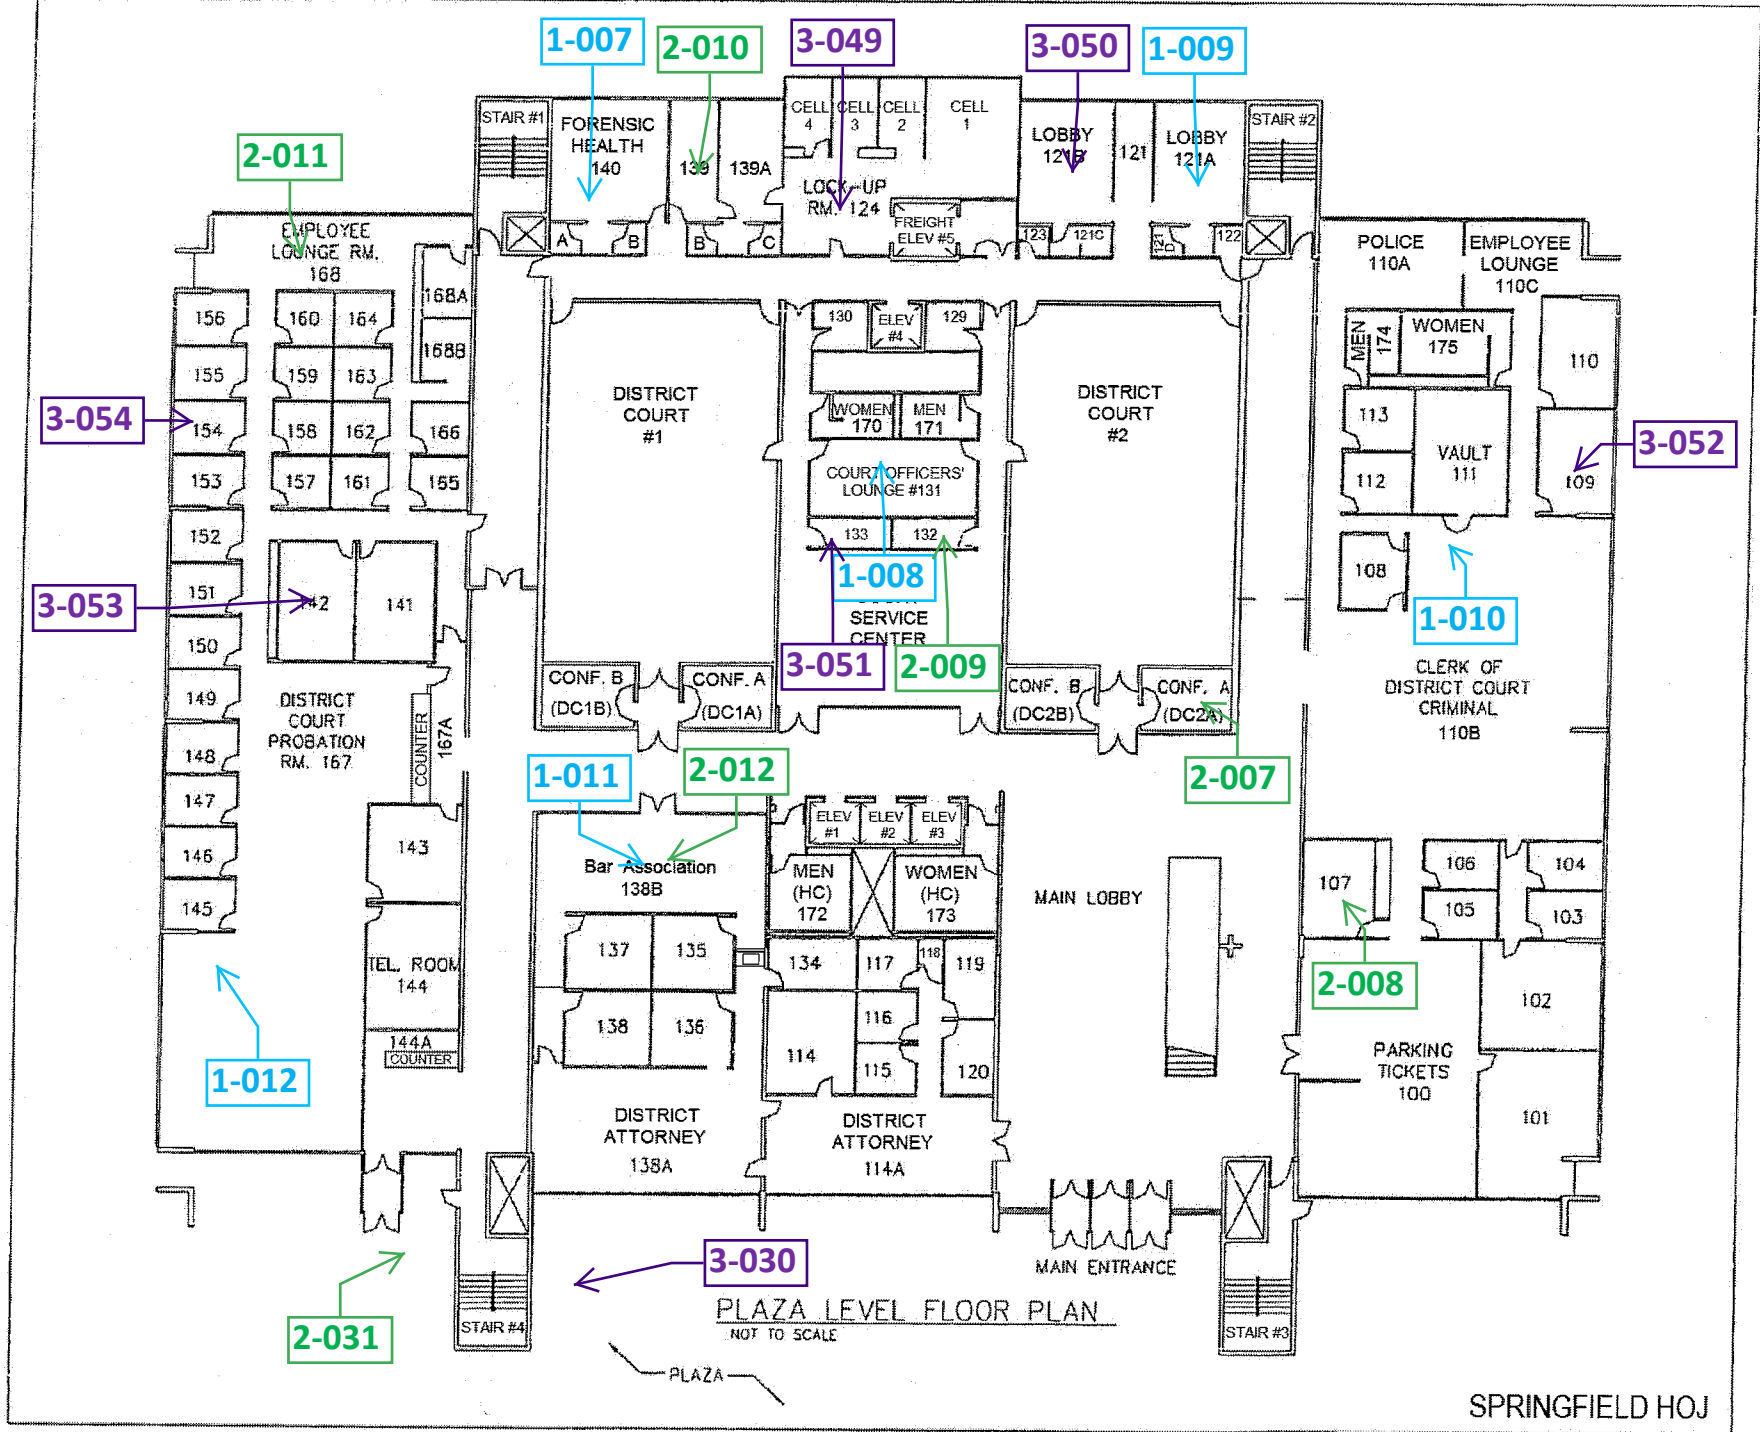 1-007
2-010
3-049
3-050
1-009
STAIR #1
FORENSIC
HEALTH
140
139
139A
CELL
4
CELL
3
CELL
2
CELL
1
LOCK-UP
RM. 124
FREIGHT
ELEV #5
LOBBY
121B
121
LOBBY
121A
STAIR #2
2-011
EMPLOYEE
LOUNGE RM.
168
A
B
B
C
123
121C
121
D
122
POLICE
110A
EMPLOYEE
LOUNGE
110C
168A
168B
156
160
164
155
159
163
3-054
154
158
162
166
153
157
161
165
152
151
3-053
142
141
150
149
148
147
146
145
DISTRICT
COURT
PROBATION
RM. 167
COUNTER
167A
DISTRICT
COURT
#1
130
ELEV
#4
129
WOMEN
170
MEN
171
COURT OFFICERS'
LOUNGE #131
133
132
1-008
SERVICE
CENTER
3-051
2-009
DISTRICT
COURT
#2
MEN
174
WOMEN
175
110
113
112
VAULT
111
109
3-052
108
1-010
CLERK OF
DISTRICT COURT
CRIMINAL
110B
CONF. B
(DC1B)
CONF. A
(DC1A)
CONF. B
(DC2B)
CONF. A
(DC2A)
2-007
1-011
2-012
Bar Association
138B
ELEV
#1
ELEV
#2
ELEV
#3
MEN
(HC)
172
WOMEN
(HC)
173
MAIN LOBBY
107
106
105
104
103
2-008
143
TEL. ROOM
144
144A
COUNTER
1-012
137
135
138
136
134
117
118
119
116
114
115
120
DISTRICT
ATTORNEY
138A
DISTRICT
ATTORNEY
114A
102
PARKING
TICKETS
100
101
2-031
3-030
MAIN ENTRANCE
STAIR #4
STAIR #3
PLAZA LEVEL FLOOR PLAN
NOT TO SCALE
PLAZA
SPRINGFIELD HOJ